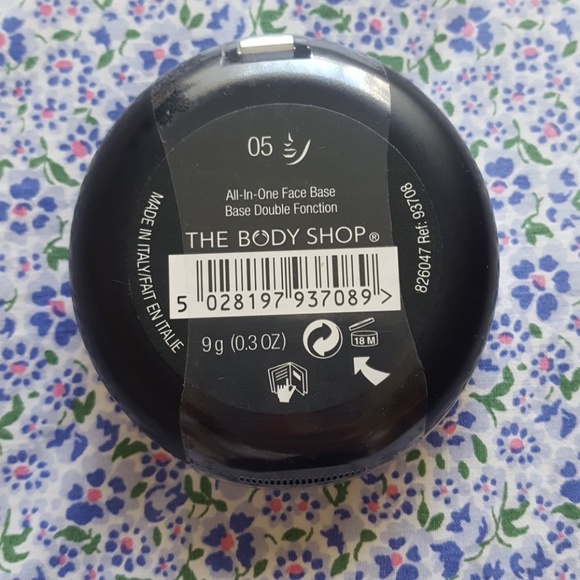 05
All-In-One Face Base
Base Double Fonction
THE BODY SHOP®
5 028197 937089 >
9 g (0.3 OZ)
18 M
MADE IN ITALY/FAIT EN ITALIE
826047 Ref: 93708